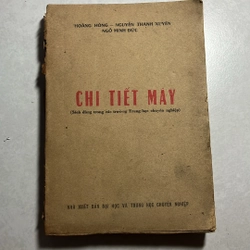 HOÀNG HÙNG - NGUYỄN THANH XUYÊN
NGÔ MINH ĐỨC
CHI TIẾT MÁY
(Sách dùng trong các trường Trung học chuyên nghiệp)
NHÀ XUẤT BẢN ĐẠI HỌC VÀ TRUNG HỌC CHUYÊN NGHIỆP